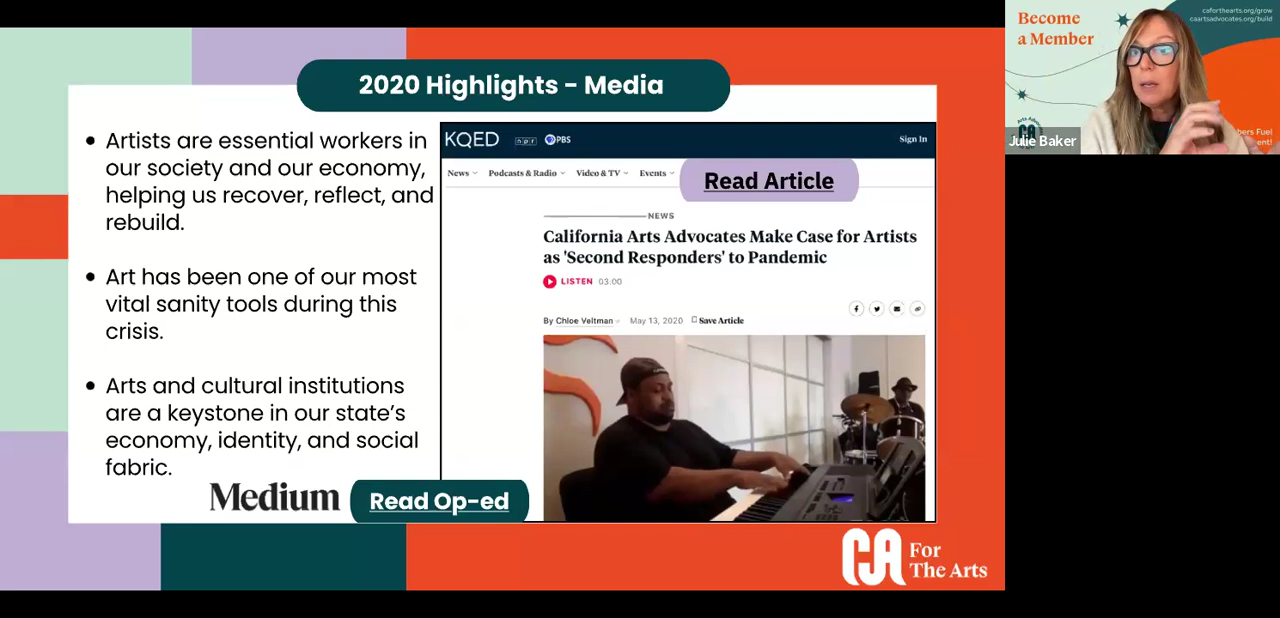 2020 Highlights - Media
• Artists are essential workers in
our society and our economy,
helping us recover, reflect, and
rebuild.
• Art has been one of our most
vital sanity tools during this
crisis.
• Arts and cultural institutions
are a keystone in our state's
economy, identity, and social
fabric.
Medium
Read Op-ed
KQED npr PBS Sign In
News Podcasts & Radio Video & TV Events
Read Article
NEWS
California Arts Advocates Make Case for Artists
as 'Second Responders' to Pandemic
LISTEN 03:00
By Chloe Veltman May 13, 2020 Save Article
CA For
The Arts
Become
a Member
caforthearts.org/grow
caartsadvocates.org/build
CA
Julie Baker